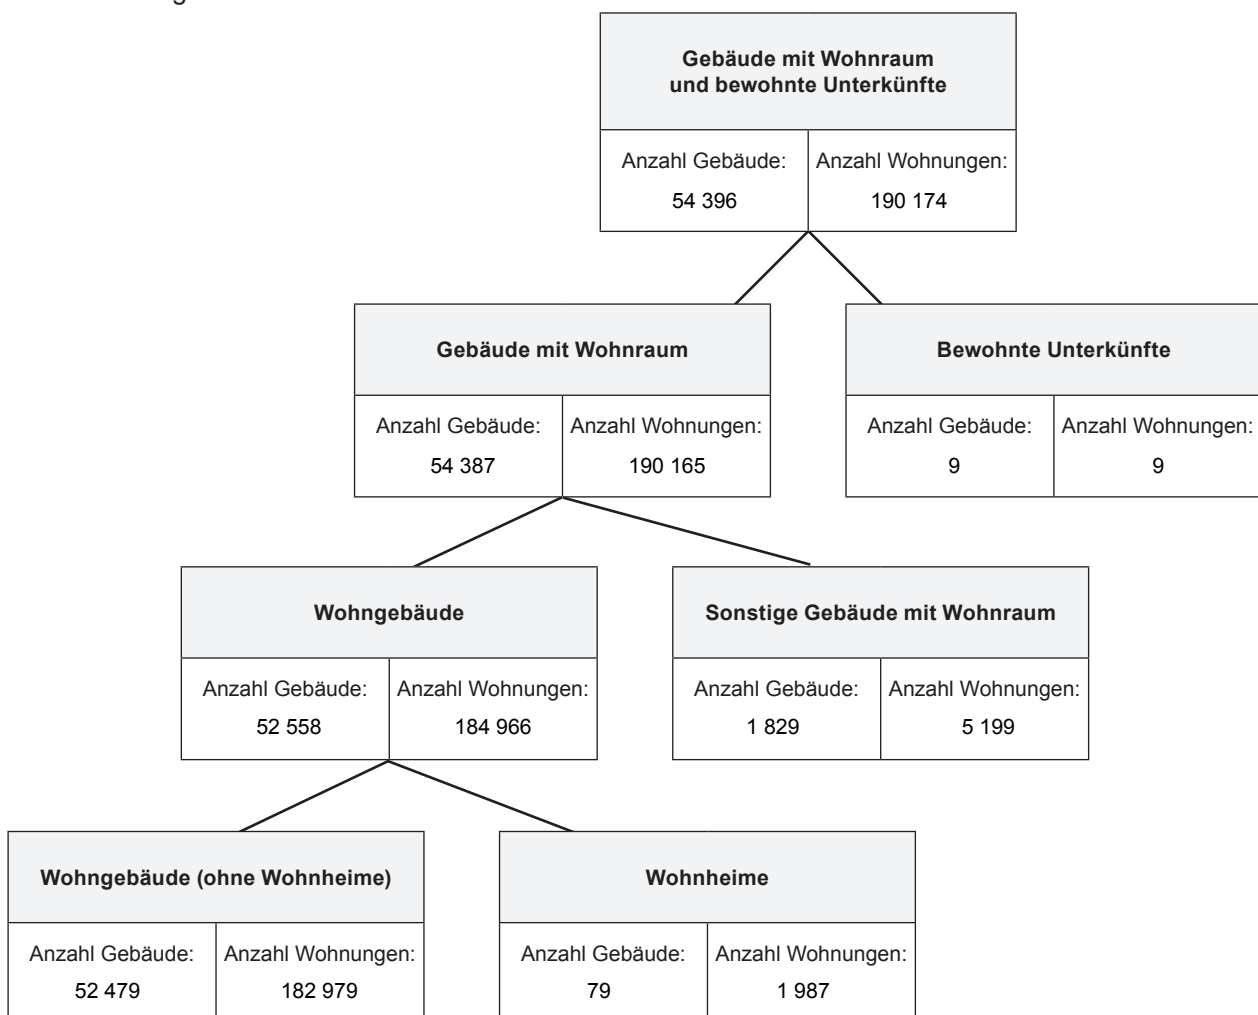 Gebäude mit Wohnraum
und bewohnte Unterkünfte
Anzahl Gebäude:
54 396
Anzahl Wohnungen:
190 174
Gebäude mit Wohnraum
Anzahl Gebäude:
54 387
Anzahl Wohnungen:
190 165
Bewohnte Unterkünfte
Anzahl Gebäude:
9
Anzahl Wohnungen:
9
Wohngebäude
Anzahl Gebäude:
52 558
Anzahl Wohnungen:
184 966
Sonstige Gebäude mit Wohnraum
Anzahl Gebäude:
1 829
Anzahl Wohnungen:
5 199
Wohngebäude (ohne Wohnheime)
Anzahl Gebäude:
52 479
Anzahl Wohnungen:
182 979
Wohnheime
Anzahl Gebäude:
79
Anzahl Wohnungen:
1 987